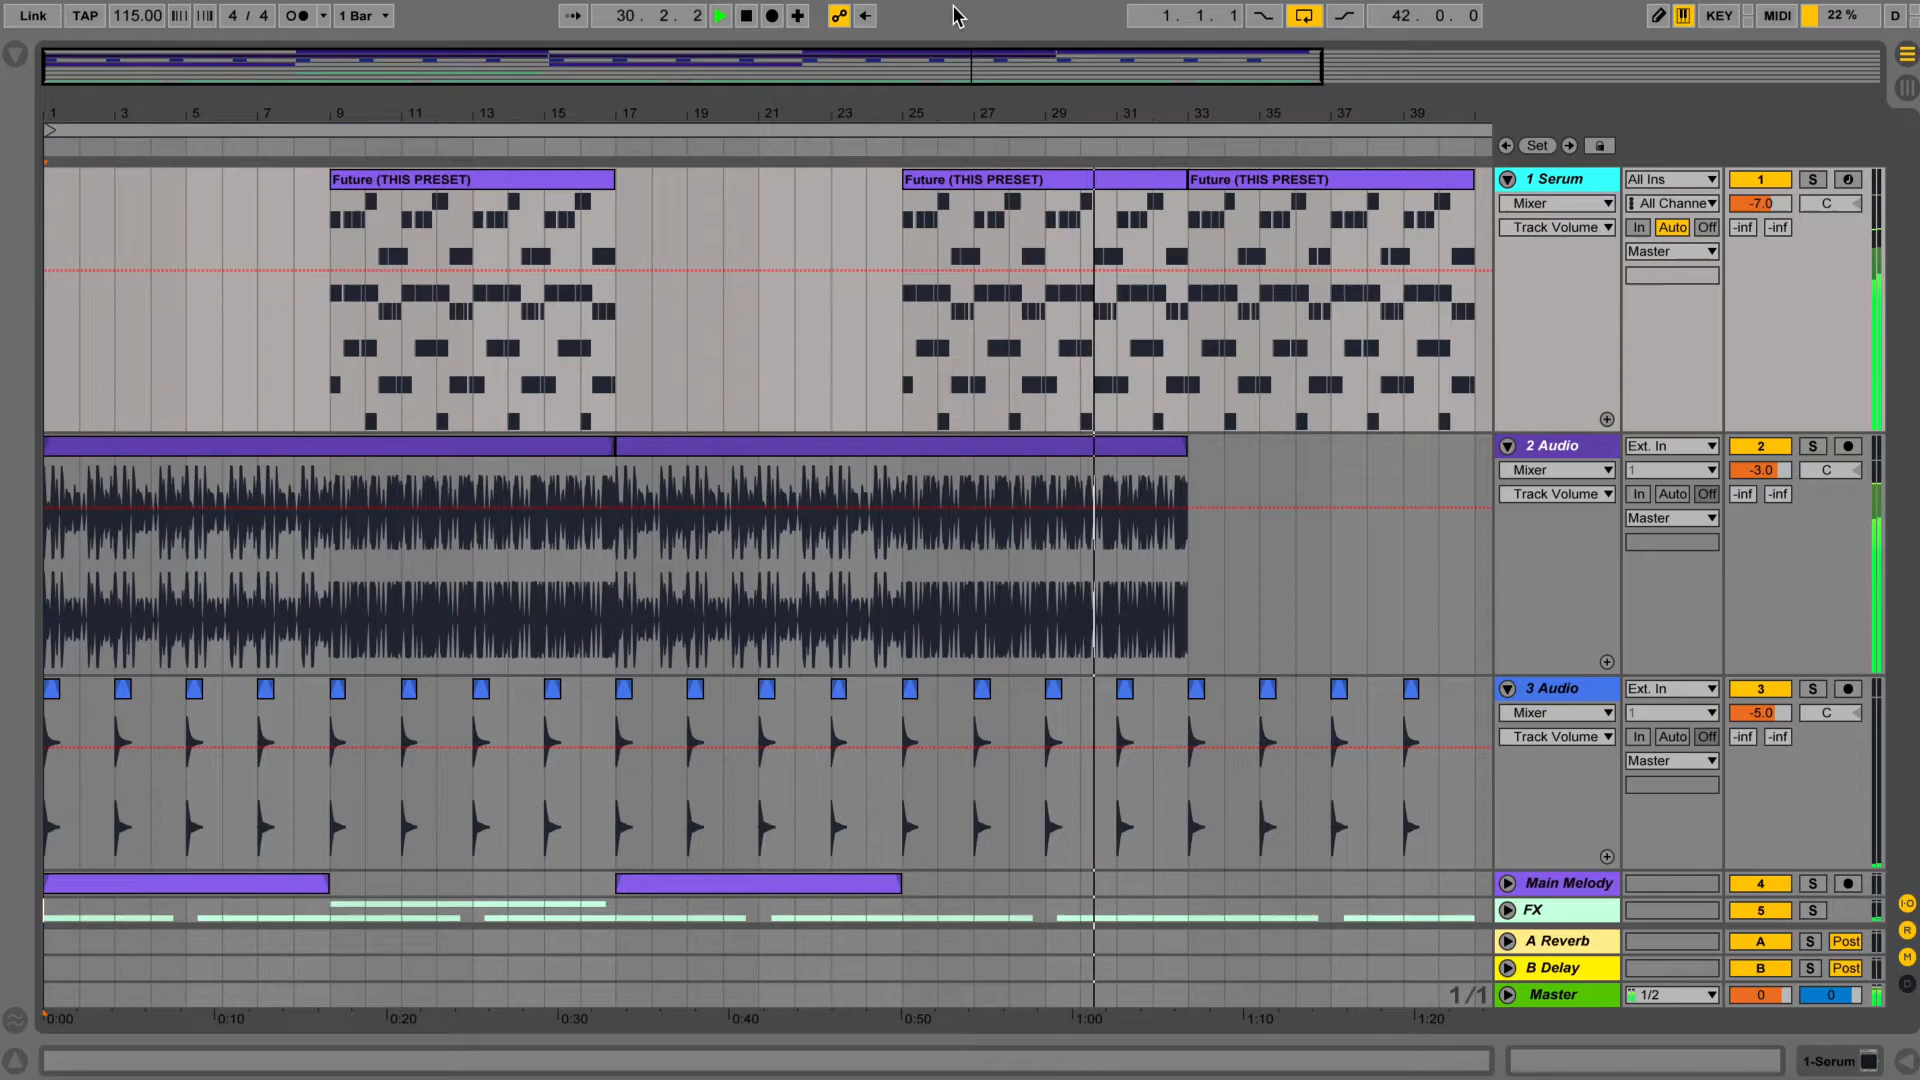 Link TAP 115.00 4 / 4 1 Bar 30. 2. 2 1. 1. 1 42. 0. 0 KEY MIDI 22 % D
1 3 5 7 9 11 13 15 17 19 21 23 25 27 29 31 33 35 37 39
Set
Future (THIS PRESET) Future (THIS PRESET) Future (THIS PRESET) 1 Serum All Ins 1 S
Mixer All Channe -7.0 C
Track Volume In Auto Off -inf -inf
Master
2 Audio Ext. In 2 S
Mixer 1 -3.0 C
Track Volume In Auto Off -inf -inf
Master
3 Audio Ext. In 3 S
Mixer 1 -5.0 C
Track Volume In Auto Off -inf -inf
Master
Main Melody 4 S
FX 5 S
I·O
A Reverb A S Post
R
B Delay B S Post
M
1/1 Master 1/2 0 0
D
0:00 0:10 0:20 0:30 0:40 0:50 1:00 1:10 1:20
1-Serum